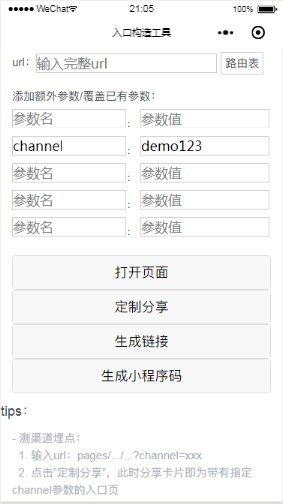 WeChat 21:05 100%
入口构造工具
url： 输入完整url 路由表
添加额外参数/覆盖已有参数：
参数名 ： 参数值
channel ： demo123
参数名 ： 参数值
参数名 ： 参数值
参数名 ： 参数值
打开页面
定制分享
生成链接
生成小程序码
tips：
- 测渠道埋点：
1. 输入url：pages/.../...?channel=xxx
2. 点击"定制分享"，此时分享卡片即为带有指定
channel参数的入口页